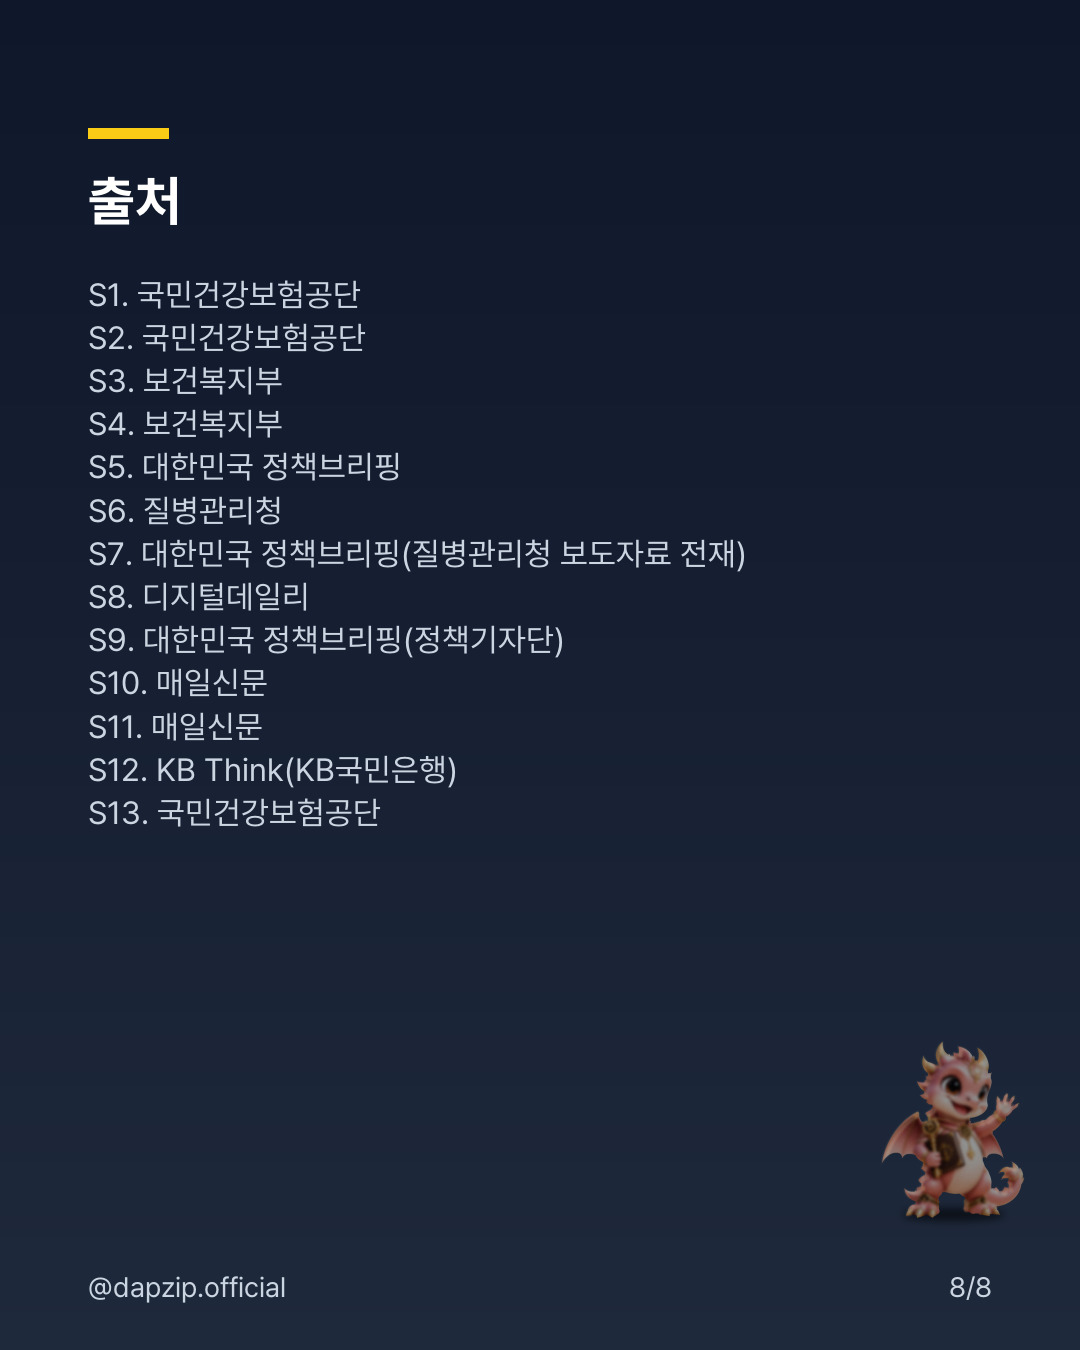 출처
S1. 국민건강보험공단
S2. 국민건강보험공단
S3. 보건복지부
S4. 보건복지부
S5. 대한민국 정책브리핑
S6. 질병관리청
S7. 대한민국 정책브리핑(질병관리청 보도자료 전재)
S8. 디지털데일리
S9. 대한민국 정책브리핑(정책기자단)
S10. 매일신문
S11. 매일신문
S12. KB Think(KB국민은행)
S13. 국민건강보험공단
@dapzip.official
8/8